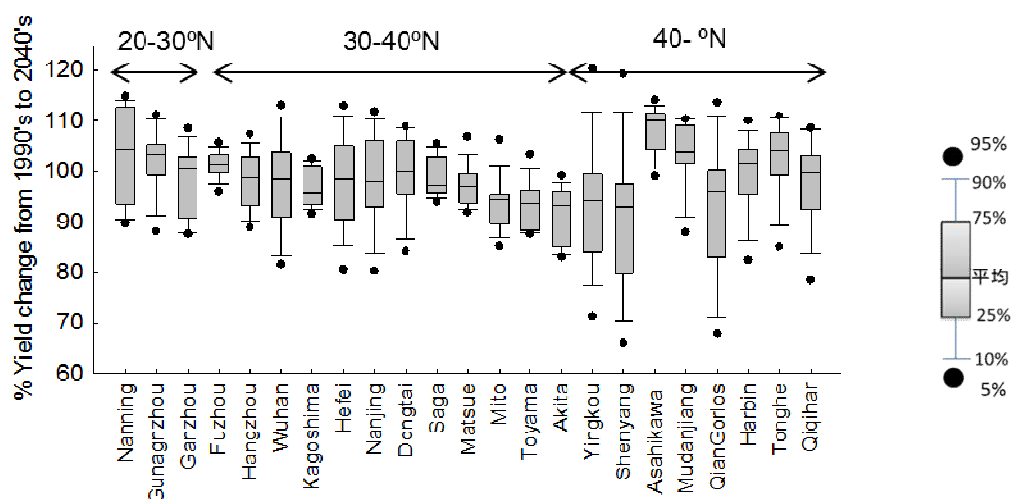 20-30ºN
30-40ºN
40- ºN
% Yield change from 1990's to 2040's
120
110
100
90
80
70
60
Nanning
Gunagrzhou
Ganzhou
Fuzhou
Hangzhou
Wuhan
Kagoshima
Hefei
Nanjing
Dongtai
Saga
Matsue
Mito
Toyama
Akita
Yingkou
Shenyang
Asahikawa
Mudanjiang
QianGorlos
Harbin
Tonghe
Qiqihar
95%
90%
75%
平均
25%
10%
5%